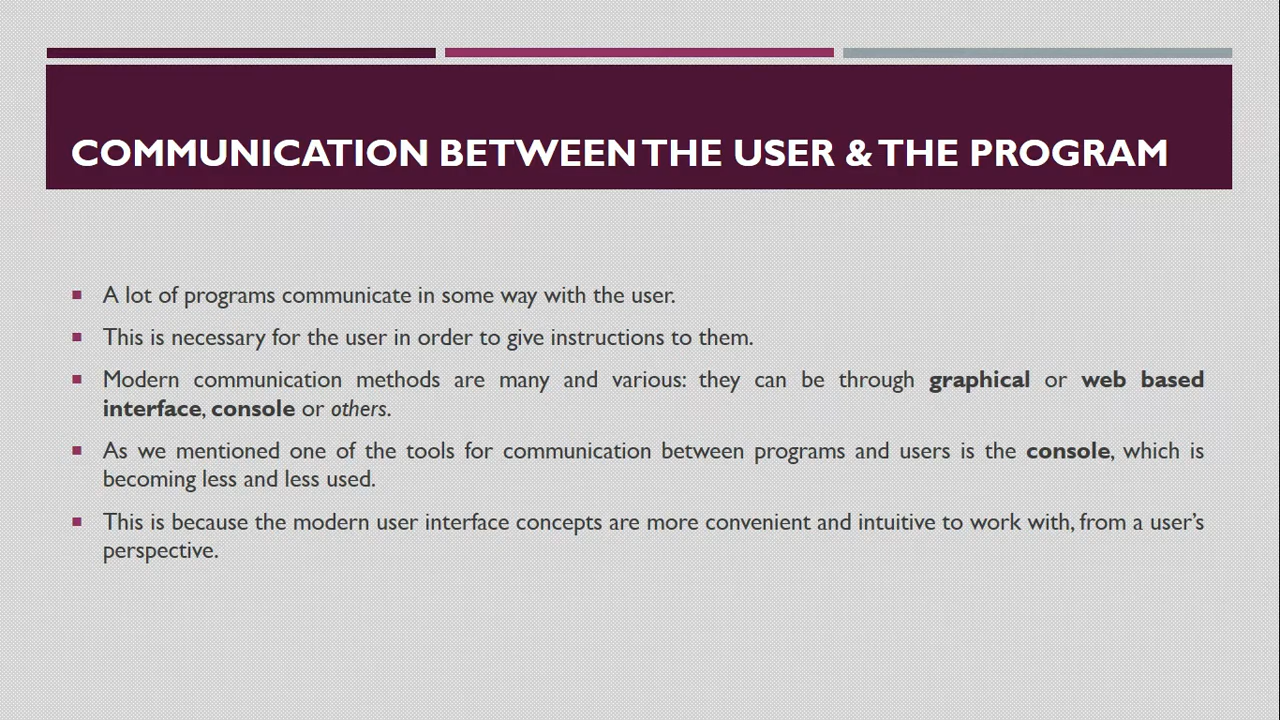 COMMUNICATION BETWEEN THE USER & THE PROGRAM
A lot of programs communicate in some way with the user.
This is necessary for the user in order to give instructions to them.
Modern communication methods are many and various: they can be through graphical or web based
interface, console or others.
As we mentioned one of the tools for communication between programs and users is the console, which is
becoming less and less used.
This is because the modern user interface concepts are more convenient and intuitive to work with, from a user’s
perspective.